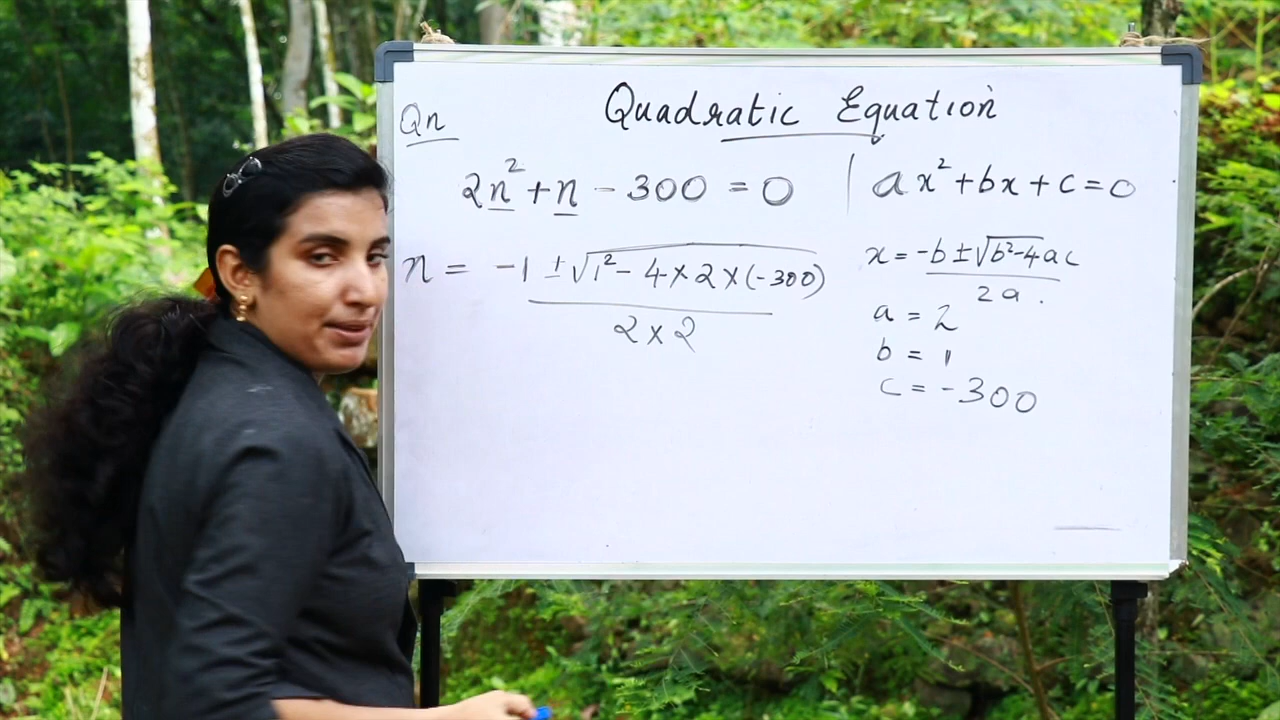 Quadratic Equation
Qn
2n² + n - 300 = 0
n = -1 ± √1² - 4 × 2 × (-300)
2 × 2
ax² + bx + c = 0
x = -b ± √b² - 4ac
2a.
a = 2
b = 1
c = -300